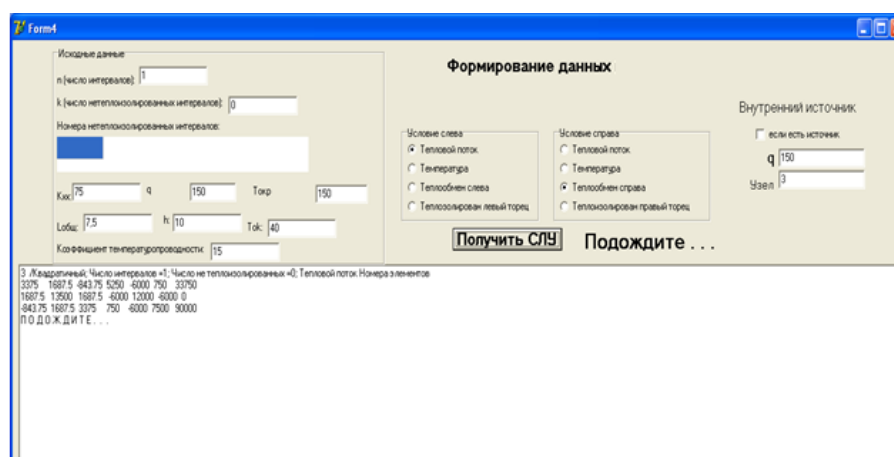 Form4
Исходные данные
n (число интервалов): 1
k (число нетеплоизолированных интервалов): 0
Номера нетеплоизолированных интервалов:
Kxx: 75 q 150 Токр 150
Lобщ: 7,5 h: 10 Tok: 40
Коэффициент температуропроводности: 15
Формирование данных
Условие слева
Тепловой поток
Температура
Теплообмен слева
Теплоизолирован левый торец
Условие справа
Тепловой поток
Температура
Теплообмен справа
Теплоизолирован правый торец
Внутренний источник
если есть источник
q 150
Узел 3
Получить СЛУ Подождите . . .
3 /Квадратичный; Число интервалов =1; Число не теплоизолированных =0; Тепловой поток Номера элементов
3375 1687.5 -843.75 5250 -6000 750 33750
1687.5 13500 1687.5 -6000 12000 -6000 0
-843.75 1687.5 3375 750 -6000 7500 90000
П О Д О Ж Д И Т Е . . .